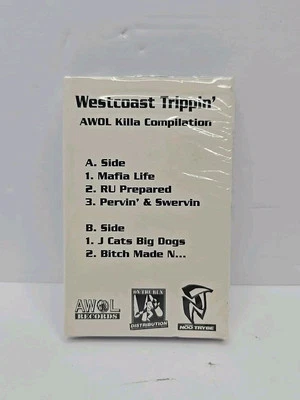 Westcoast Trippin'
AWOL Killa Compilation
A. Side
1. Mafia Life
2. RU Prepared
3. Pervin' & Swervin
B. Side
1. J Cats Big Dogs
2. Bitch Made N...
AWOL
RECORDS
ON THE RUN
DISTRIBUTION
NOO TRYBE